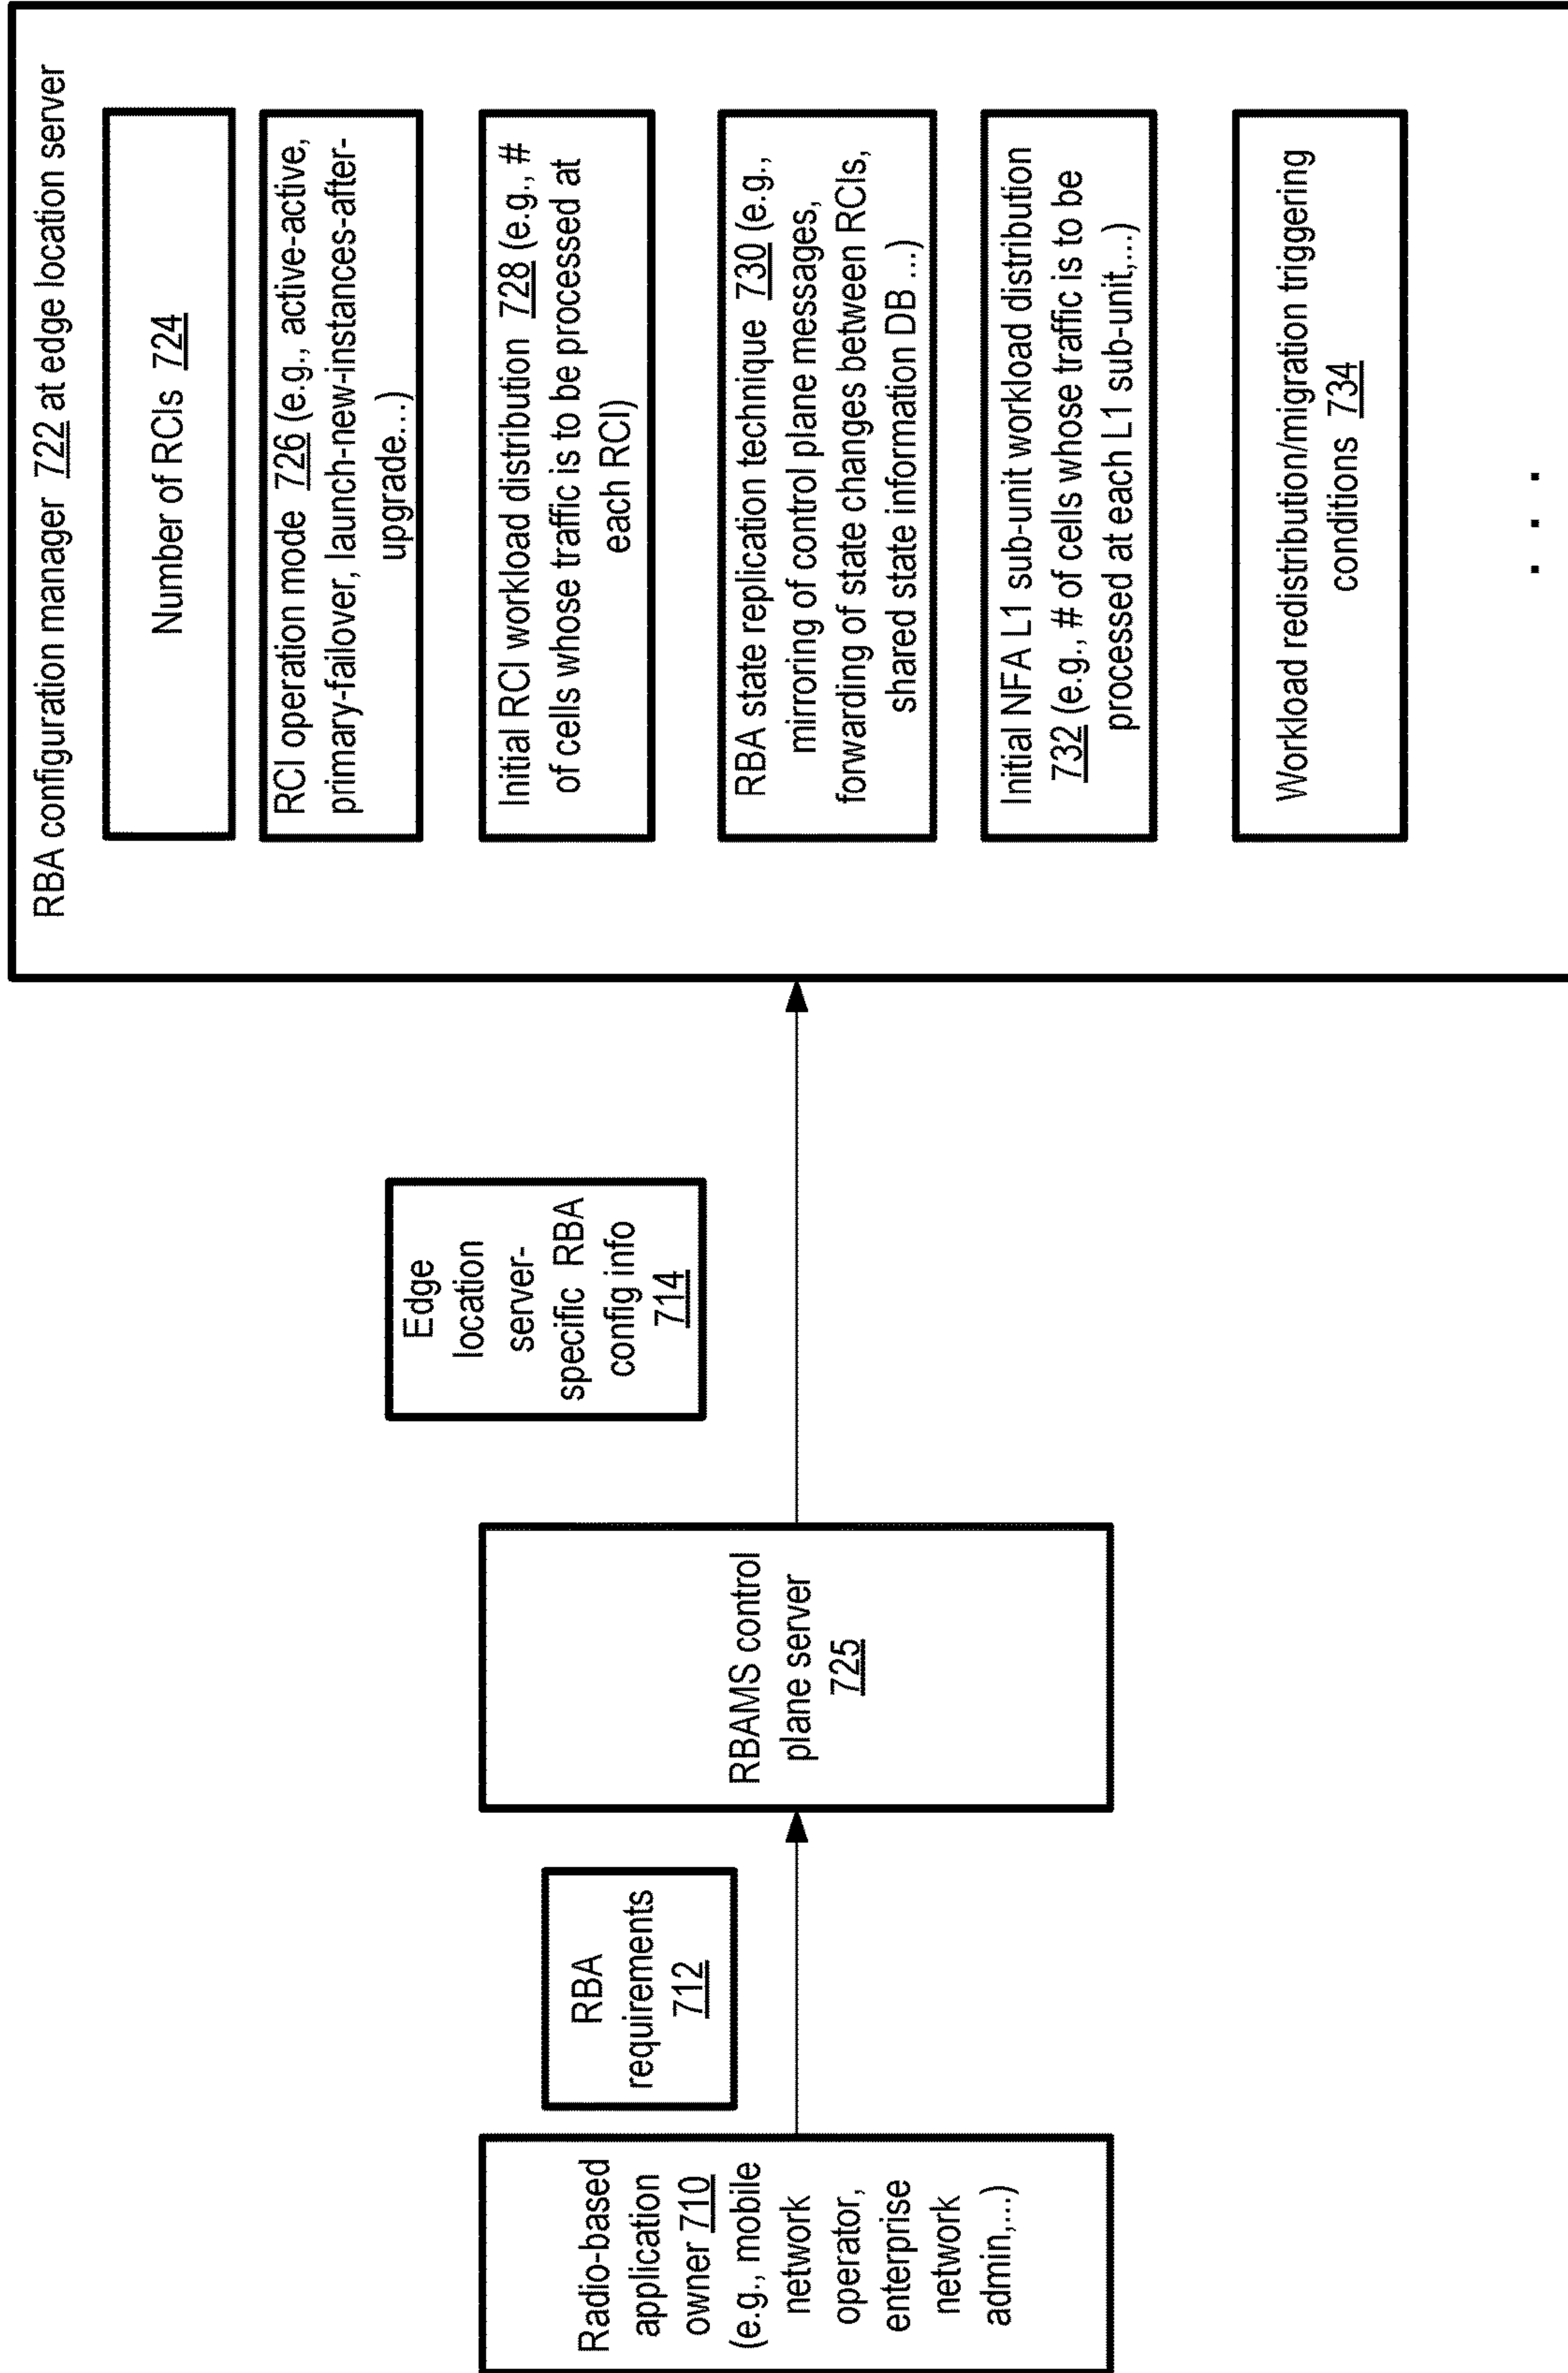 Radio-based
application
owner 710
(e.g., mobile
network
operator,
enterprise
network
admin,...)
RBA
requirements
712
RBAMS control
plane server
725
Edge
location
server-
specific RBA
config info
714
RBA configuration manager 722 at edge location server
Number of RCIs 724
RCI operation mode 726 (e.g., active-active,
primary-failover, launch-new-instances-after-
upgrade...)
Initial RCI workload distribution 728 (e.g., #
of cells whose traffic is to be processed at
each RCI)
RBA state replication technique 730 (e.g.,
mirroring of control plane messages,
forwarding of state changes between RCIs,
shared state information DB ...)
Initial NFA L1 sub-unit workload distribution
732 (e.g., # of cells whose traffic is to be
processed at each L1 sub-unit,...)
Workload redistribution/migration triggering
conditions 734
. . .